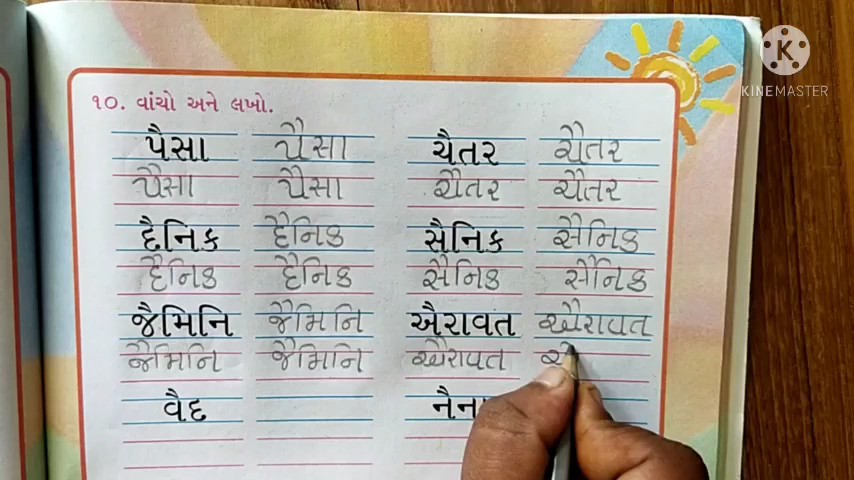 ૧૦. વાંચો અને લખો.
પૈસા પૈસા ચૈતર ચૈતર
પૈસા પૈસા ચૈતર ચૈતર
દૈનિક દૈનિક સૈનિક સૈનિક
દૈનિક દૈનિક સૈનિક સૈનિક
જૈમિનિ જૈમિનિ ઐરાવત ઐરાવત
જૈમિનિ જૈમિનિ ઐરાવત
વૈદ
K
KINEMASTER